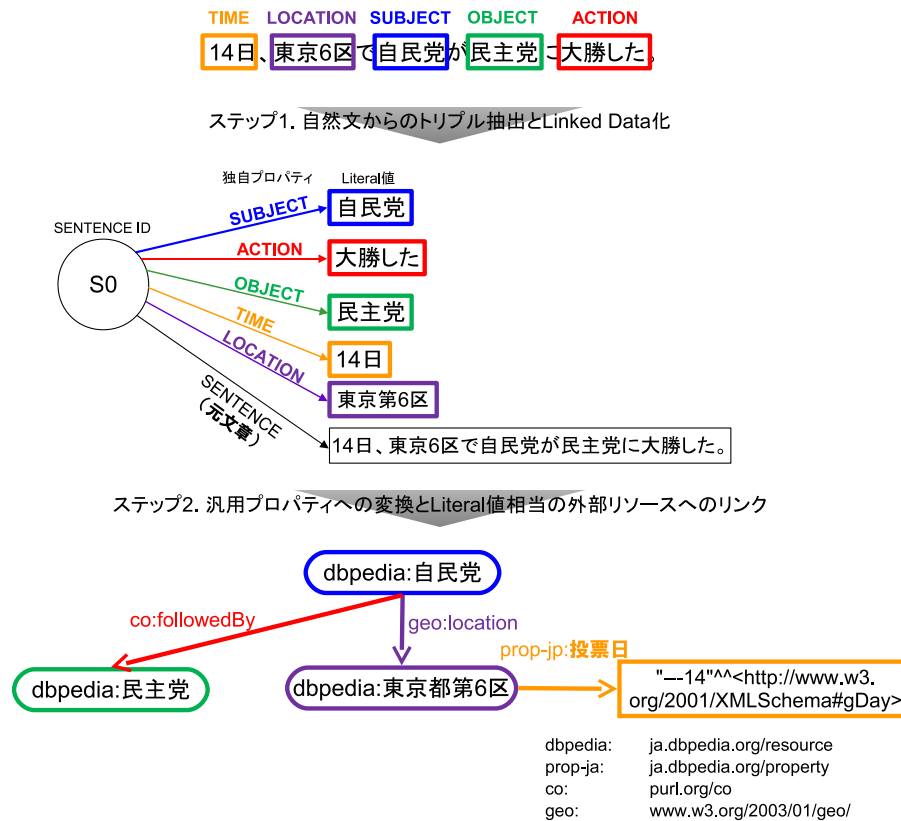 TIME LOCATION SUBJECT OBJECT ACTION
14日、東京6区で自民党が民主党に大勝した。
ステップ1. 自然文からのトリプル抽出とLinked Data化
独自プロパティ Literal値
SENTENCE ID
S0
SUBJECT
自民党
ACTION
大勝した
OBJECT
民主党
TIME
14日
LOCATION
東京第6区
SENTENCE
(元文章)
14日、東京6区で自民党が民主党に大勝した。
ステップ2. 汎用プロパティへの変換とLiteral値相当の外部リソースへのリンク
dbpedia:自民党
co:followedBy
geo:location
prop-jp:投票日
dbpedia:民主党
dbpedia:東京都第6区
"---14"^^<http://www.w3.
org/2001/XMLSchema#gDay>
dbpedia: ja.dbpedia.org/resource
prop-ja: ja.dbpedia.org/property
co: purl.org/co
geo: www.w3.org/2003/01/geo/